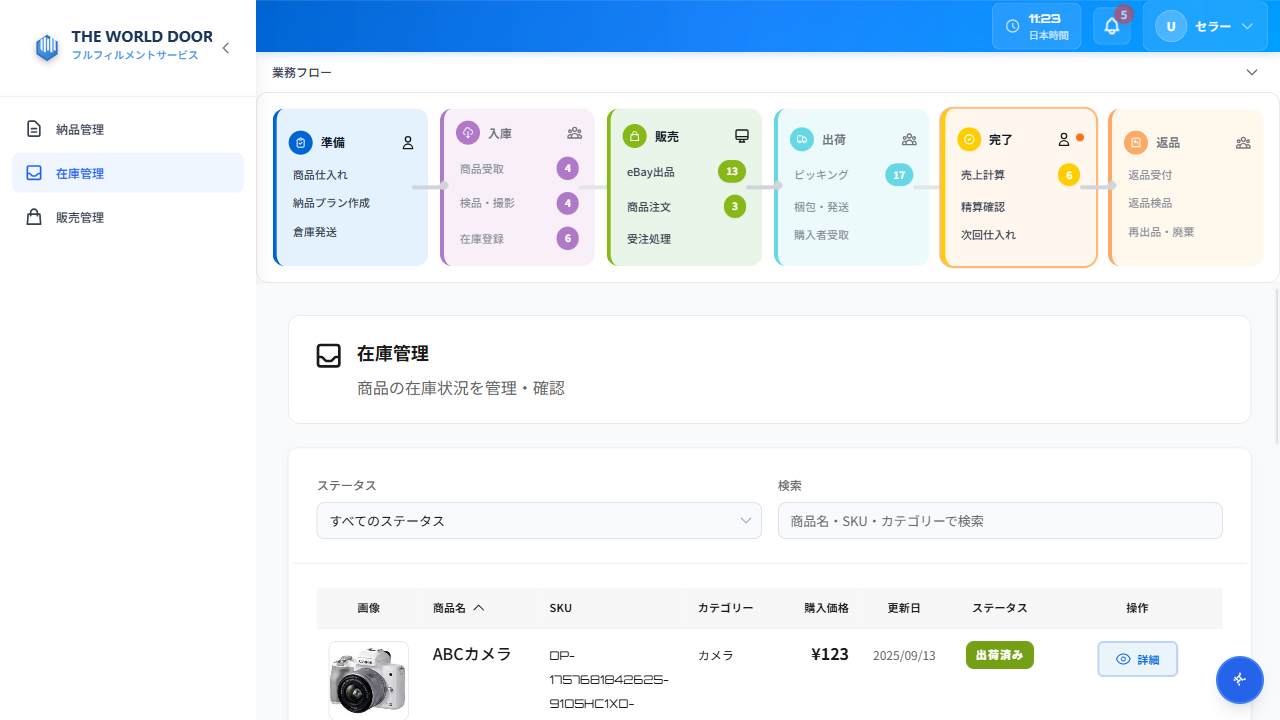 THE WORLD DOOR
フルフィルメントサービス
11:23
日本時間
5
U
セラー
納品管理
在庫管理
販売管理
業務フロー
準備
商品仕入れ
納品プラン作成
倉庫発送
入庫
商品受取
4
検品・撮影
4
在庫登録
6
販売
eBay出品
13
商品注文
3
受注処理
出荷
ピッキング
17
梱包・発送
購入者受取
完了
売上計算
6
精算確認
次回仕入れ
返品
返品受付
返品検品
再出品・廃棄
在庫管理
商品の在庫状況を管理・確認
ステータス
すべてのステータス
検索
商品名・SKU・カテゴリーで検索
画像 商品名 SKU カテゴリー 購入価格 更新日 ステータス 操作
ABCカメラ DP- カメラ ¥123 2025/09/13 出荷済み 詳細
1757681842625-
9105HC1XO-